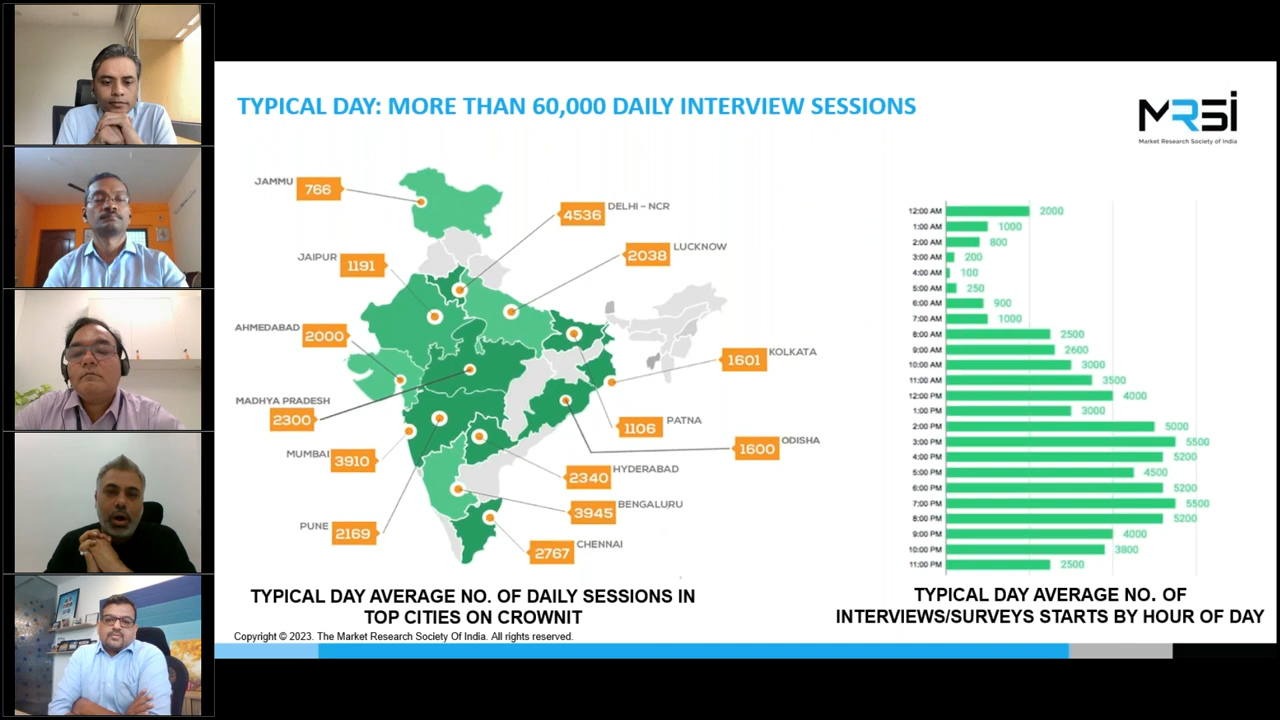 TYPICAL DAY: MORE THAN 60,000 DAILY INTERVIEW SESSIONS
MRSI
Market Research Society of India
JAMMU 766
4536 DELHI – NCR
2038 LUCKNOW
JAIPUR 1191
AHMEDABAD 2000
1601 KOLKATA
MADHYA PRADESH
2300
1106 PATNA
1600 ODISHA
MUMBAI 3910
2340 HYDERABAD
3945 BENGALURU
PUNE 2169
2767 CHENNAI
12:00 AM 2000
1:00 AM 1000
2:00 AM 800
3:00 AM 200
4:00 AM 100
5:00 AM 250
6:00 AM 900
7:00 AM 1000
8:00 AM 2500
9:00 AM 2600
10:00 AM 3000
11:00 AM 3500
12:00 PM 4000
1:00 PM 3000
2:00 PM 5000
3:00 PM 5500
4:00 PM 5200
5:00 PM 4500
6:00 PM 5200
7:00 PM 5500
8:00 PM 5200
9:00 PM 4000
10:00 PM 3800
11:00 PM 2500
TYPICAL DAY AVERAGE NO. OF DAILY SESSIONS IN
TOP CITIES ON CROWNIT
TYPICAL DAY AVERAGE NO. OF
INTERVIEWS/SURVEYS STARTS BY HOUR OF DAY
Copyright © 2023. The Market Research Society Of India. All rights reserved.